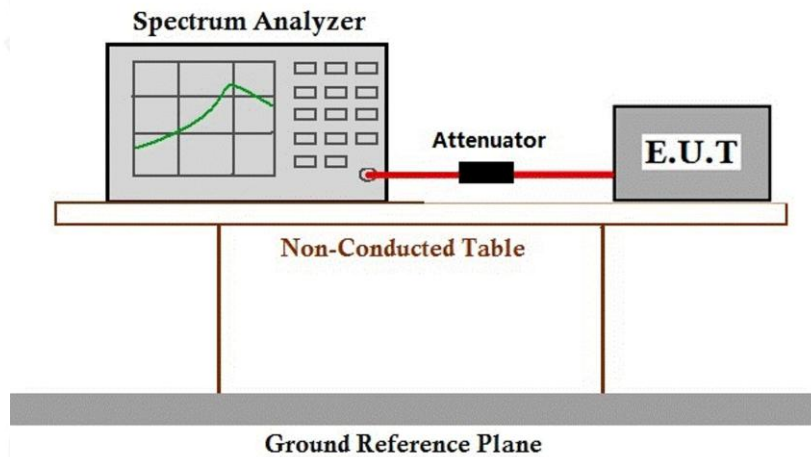 Spectrum Analyzer
Attenuator
E.U.T
Non-Conducted Table
Ground Reference Plane